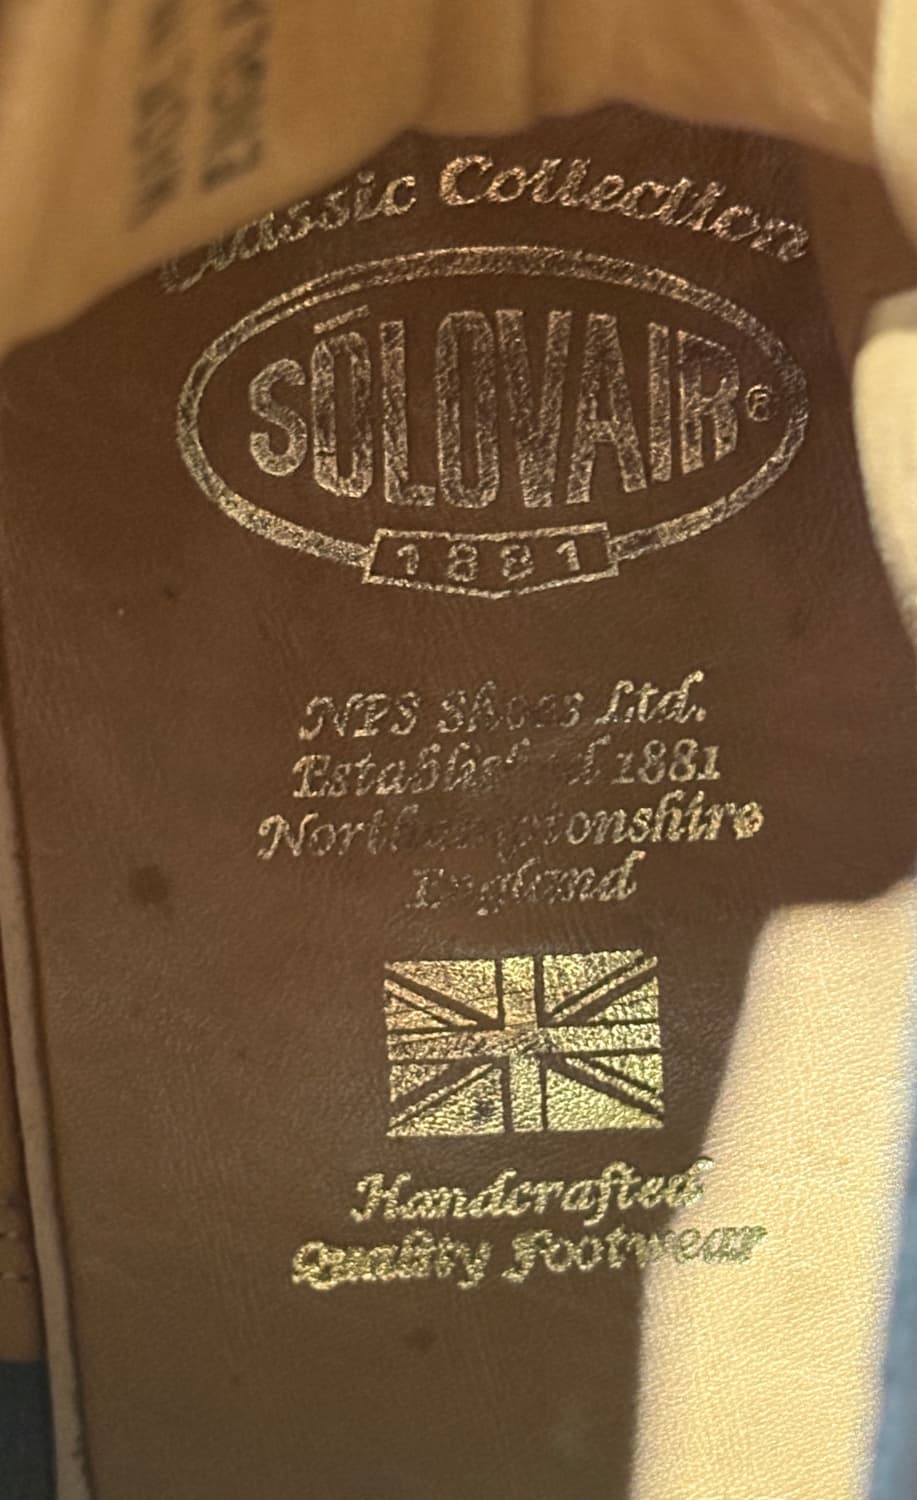 Classic Collection
SŌLOVAIR®
1881
NPS Shoes Ltd.
Established 1881
Northamptonshire
England
Handcrafted
Quality Footwear